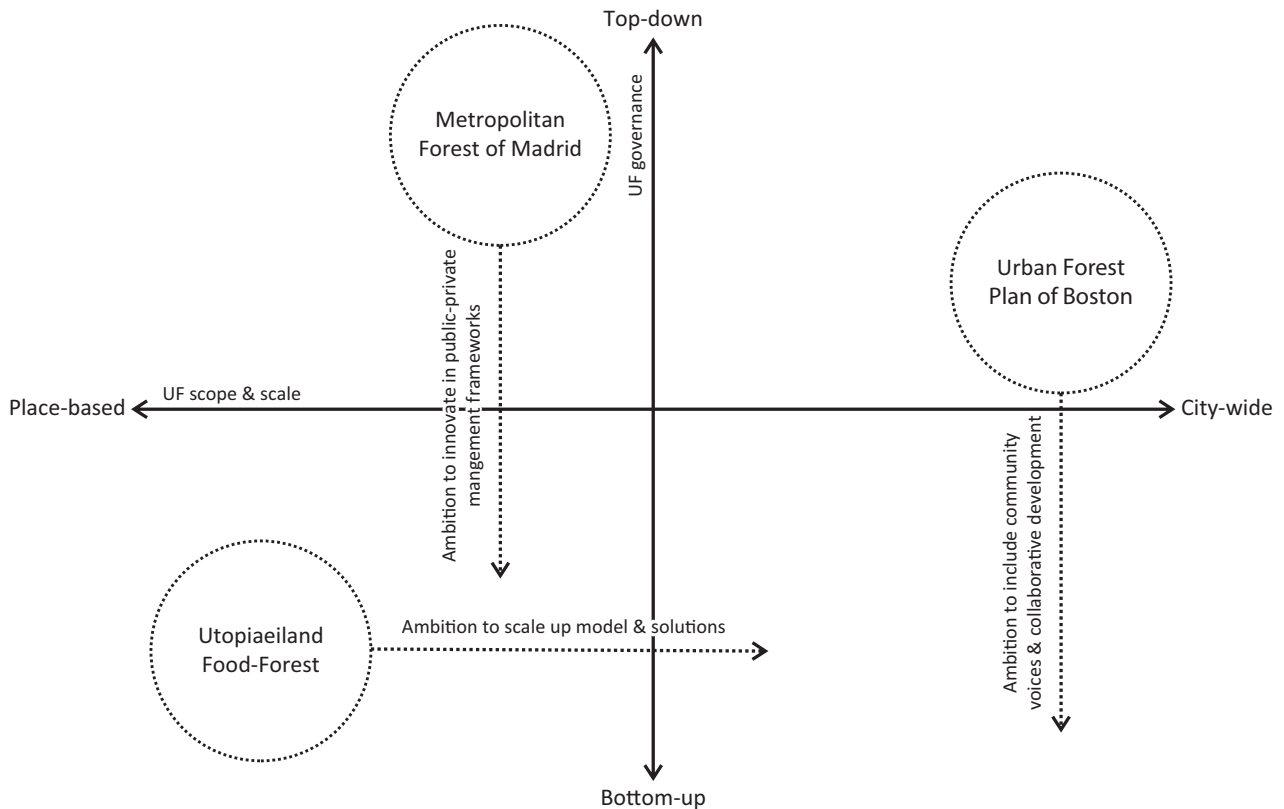 Top-down
UF governance
Metropolitan
Forest of Madrid
Urban Forest
Plan of Boston
Ambition to innovate in public-private
mangement frameworks
Place-based
UF scope & scale
City-wide
Ambition to include community
voices & collaborative development
Utopiaeiland
Food-Forest
Ambition to scale up model & solutions
Bottom-up